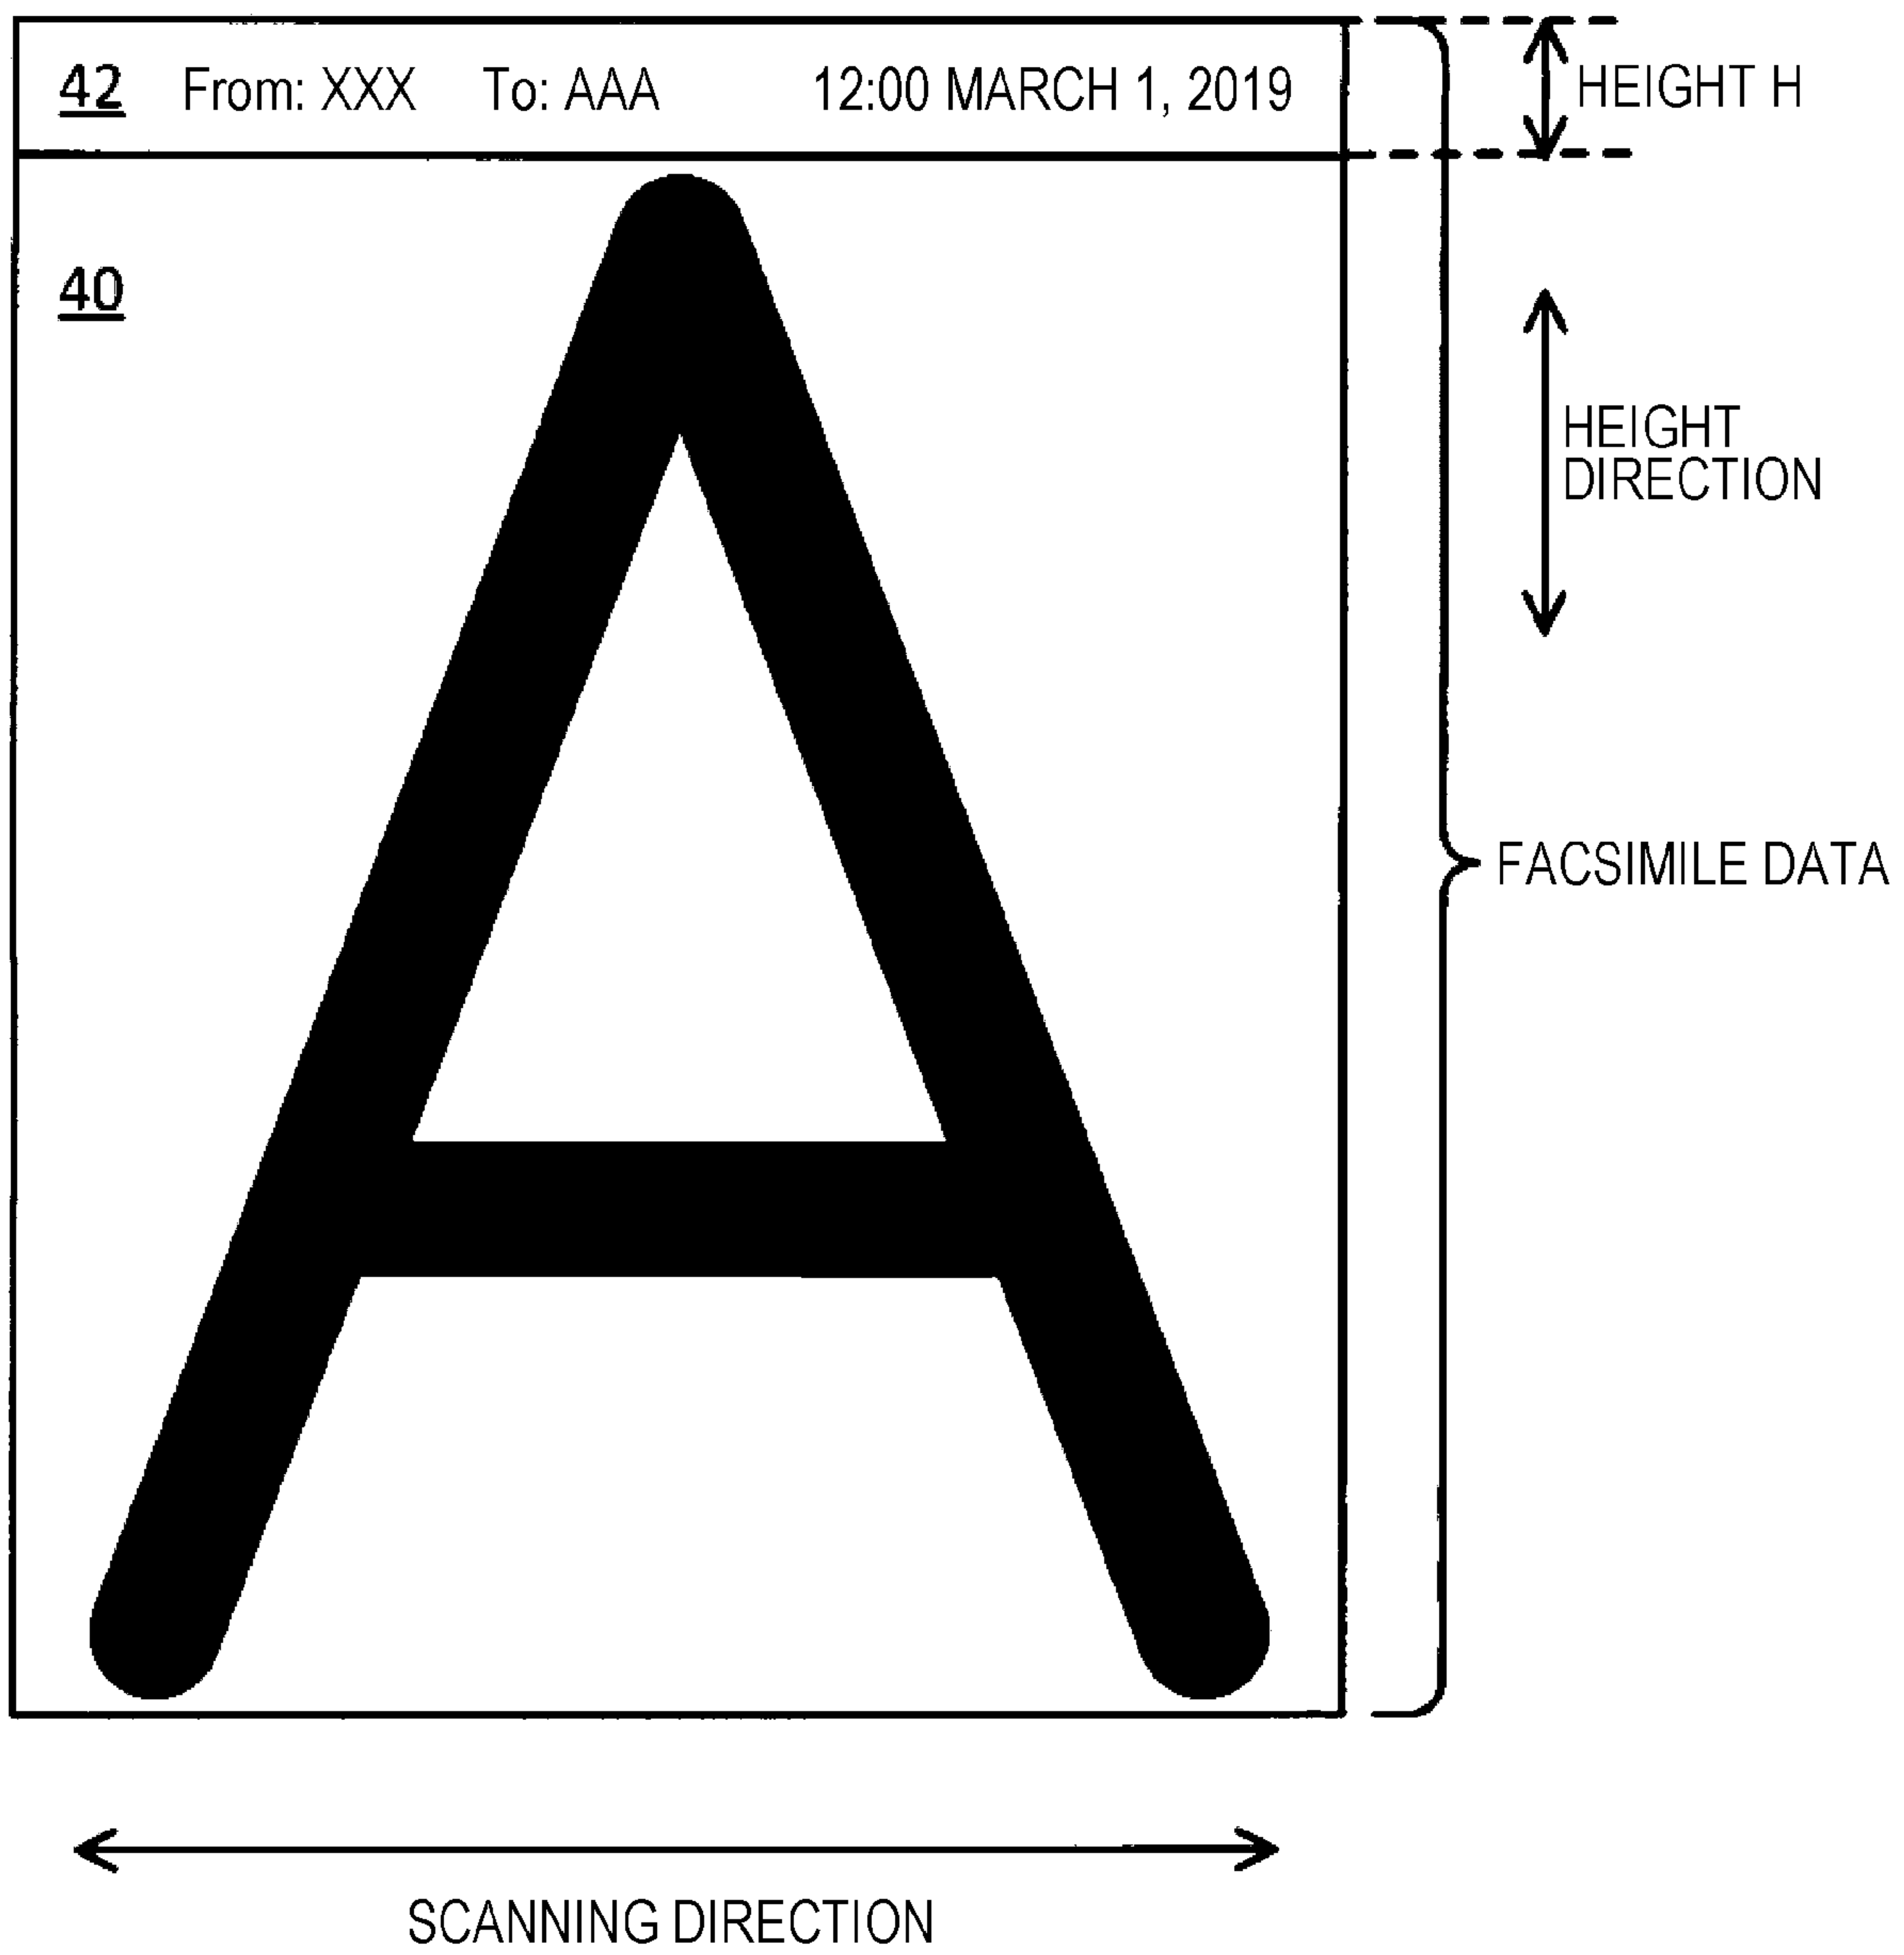 42 From: XXX To: AAA 12:00 MARCH 1, 2019
HEIGHT H
40
HEIGHT
DIRECTION
A
FACSIMILE DATA
SCANNING DIRECTION